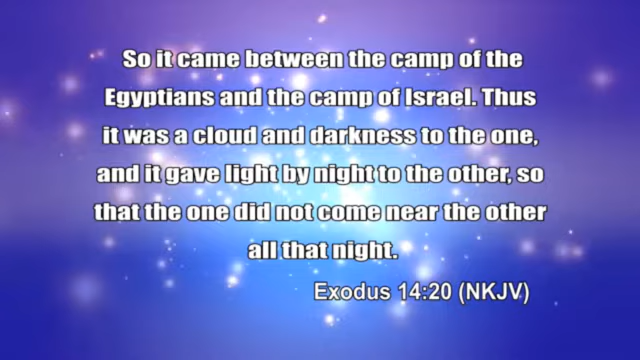 So it came between the camp of the
Egyptians and the camp of Israel. Thus
it was a cloud and darkness to the one,
and it gave light by night to the other, so
that the one did not come near the other
all that night.
Exodus 14:20 (NKJV)